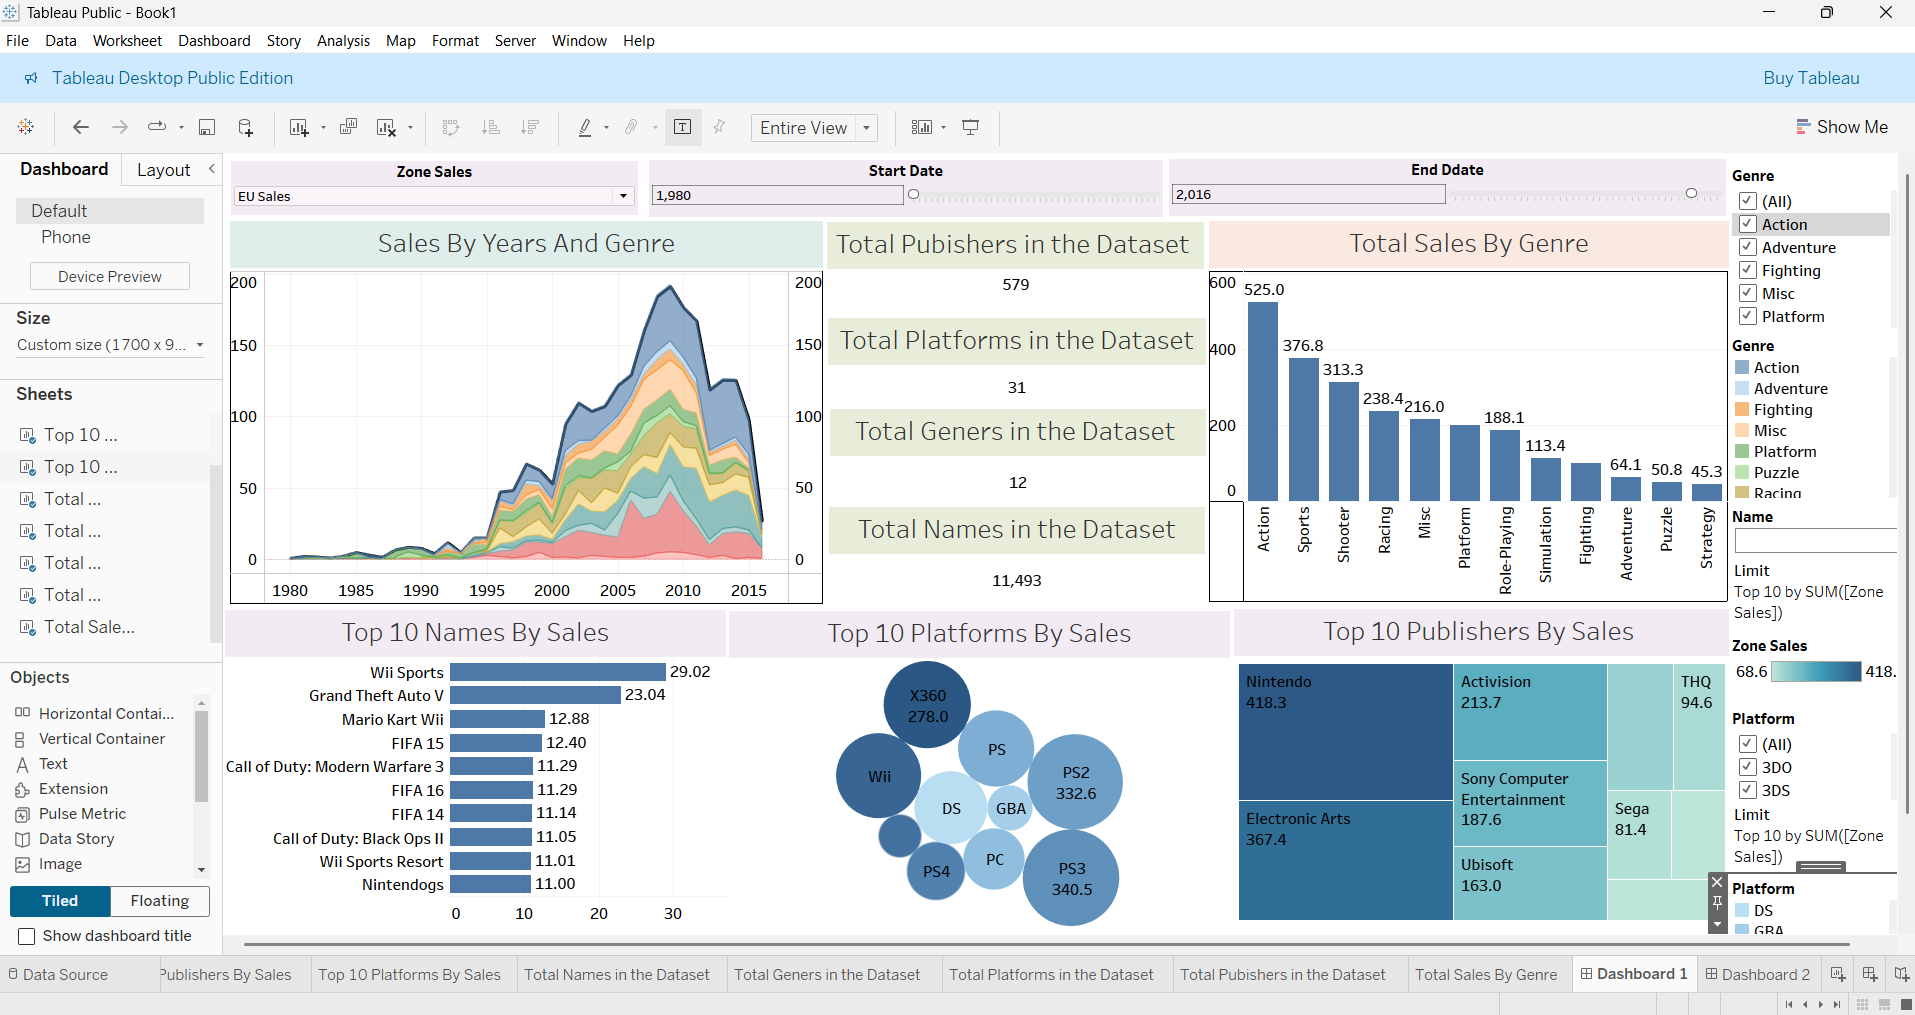 Tableau Public - Book1
File Data Worksheet Dashboard Story Analysis Map Format Server Window Help
Tableau Desktop Public Edition
Buy Tableau
Entire View
Show Me
Dashboard
Layout
Default
Phone
Device Preview
Size
Custom size (1700 x 9...
Sheets
Top 10 ...
Top 10 ...
Total ...
Total ...
Total ...
Total ...
Total Sale...
Objects
Horizontal Contai...
Vertical Container
Text
Extension
Pulse Metric
Data Story
Image
Tiled
Floating
Show dashboard title
Zone Sales
EU Sales
Start Date
1,980
End Ddate
2,016
Sales By Years And Genre
200
150
100
50
0
200
150
100
50
0
1980 1985 1990 1995 2000 2005 2010 2015
Total Pubishers in the Dataset
579
Total Platforms in the Dataset
31
Total Geners in the Dataset
12
Total Names in the Dataset
11,493
Total Sales By Genre
600
400
200
0
525.0
376.8
313.3
238.4
216.0
188.1
113.4
64.1
50.8
45.3
Action
Sports
Shooter
Racing
Misc
Platform
Role-Playing
Simulation
Fighting
Adventure
Puzzle
Strategy
Top 10 Names By Sales
Wii Sports 29.02
Grand Theft Auto V 23.04
Mario Kart Wii 12.88
FIFA 15 12.40
Call of Duty: Modern Warfare 3 11.29
FIFA 16 11.29
FIFA 14 11.14
Call of Duty: Black Ops II 11.05
Wii Sports Resort 11.01
Nintendogs 11.00
0 10 20 30
Top 10 Platforms By Sales
X360
278.0
PS
Wii
PS2
332.6
DS
GBA
PS4
PC
PS3
340.5
Top 10 Publishers By Sales
Nintendo
418.3
Electronic Arts
367.4
Activision
213.7
Sony Computer
Entertainment
187.6
Ubisoft
163.0
THQ
94.6
Sega
81.4
Genre
(All)
Action
Adventure
Fighting
Misc
Platform
Genre
Action
Adventure
Fighting
Misc
Platform
Puzzle
Racing
Name
Limit
Top 10 by SUM([Zone
Sales])
Zone Sales
68.6
418.
Platform
(All)
3DO
3DS
Limit
Top 10 by SUM([Zone
Sales])
Platform
DS
GBA
Data Source
Publishers By Sales
Top 10 Platforms By Sales
Total Names in the Dataset
Total Geners in the Dataset
Total Platforms in the Dataset
Total Pubishers in the Dataset
Total Sales By Genre
Dashboard 1
Dashboard 2